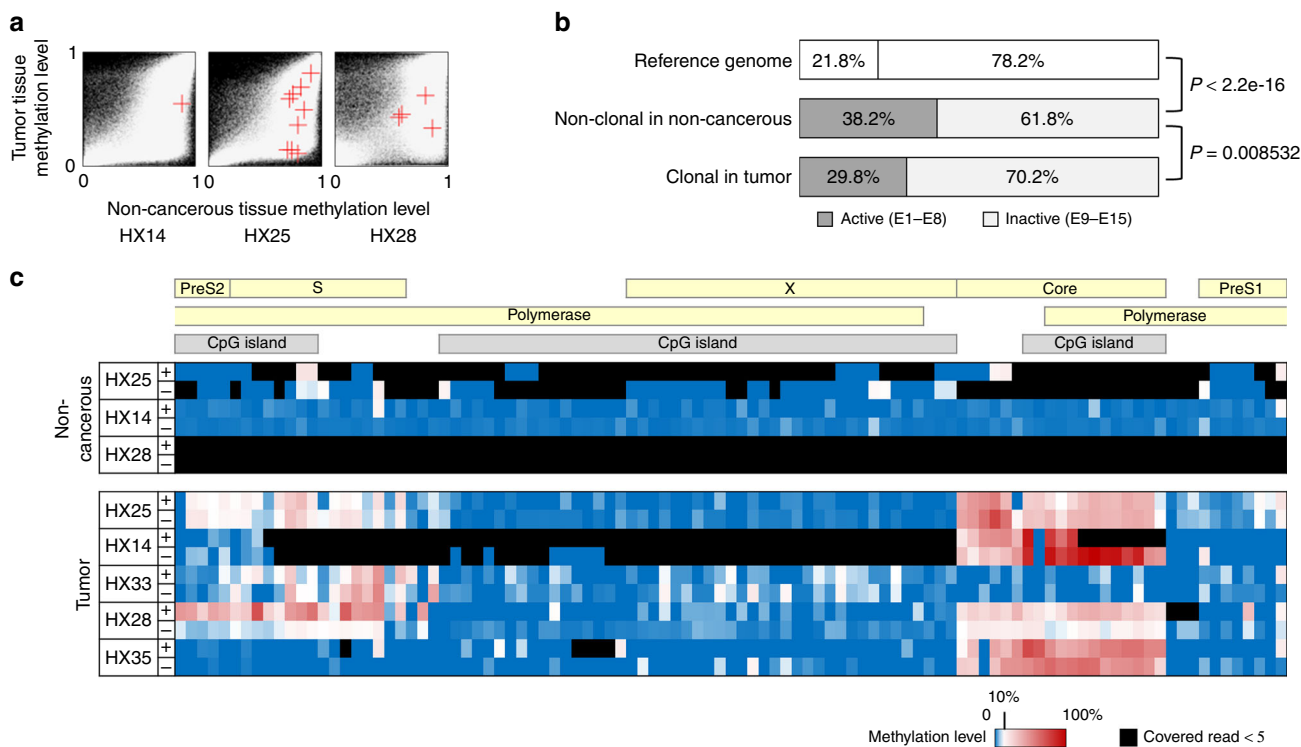 a
Tumor tissue
methylation level
1
0
0
1 0
1 0
1
Non-cancerous tissue methylation level
HX14 HX25 HX28
b
Reference genome 21.8% 78.2%
P < 2.2e-16
Non-clonal in non-cancerous 38.2% 61.8%
P = 0.008532
Clonal in tumor 29.8% 70.2%
Active (E1–E8) Inactive (E9–E15)
c
PreS2 S X Core PreS1
Polymerase Polymerase
CpG island CpG island CpG island
Non-
cancerous
HX25 + −
HX14 + −
HX28 + −
Tumor
HX25 + −
HX14 + −
HX33 + −
HX28 + −
HX35 + −
10%
0 100%
Methylation level Covered read < 5